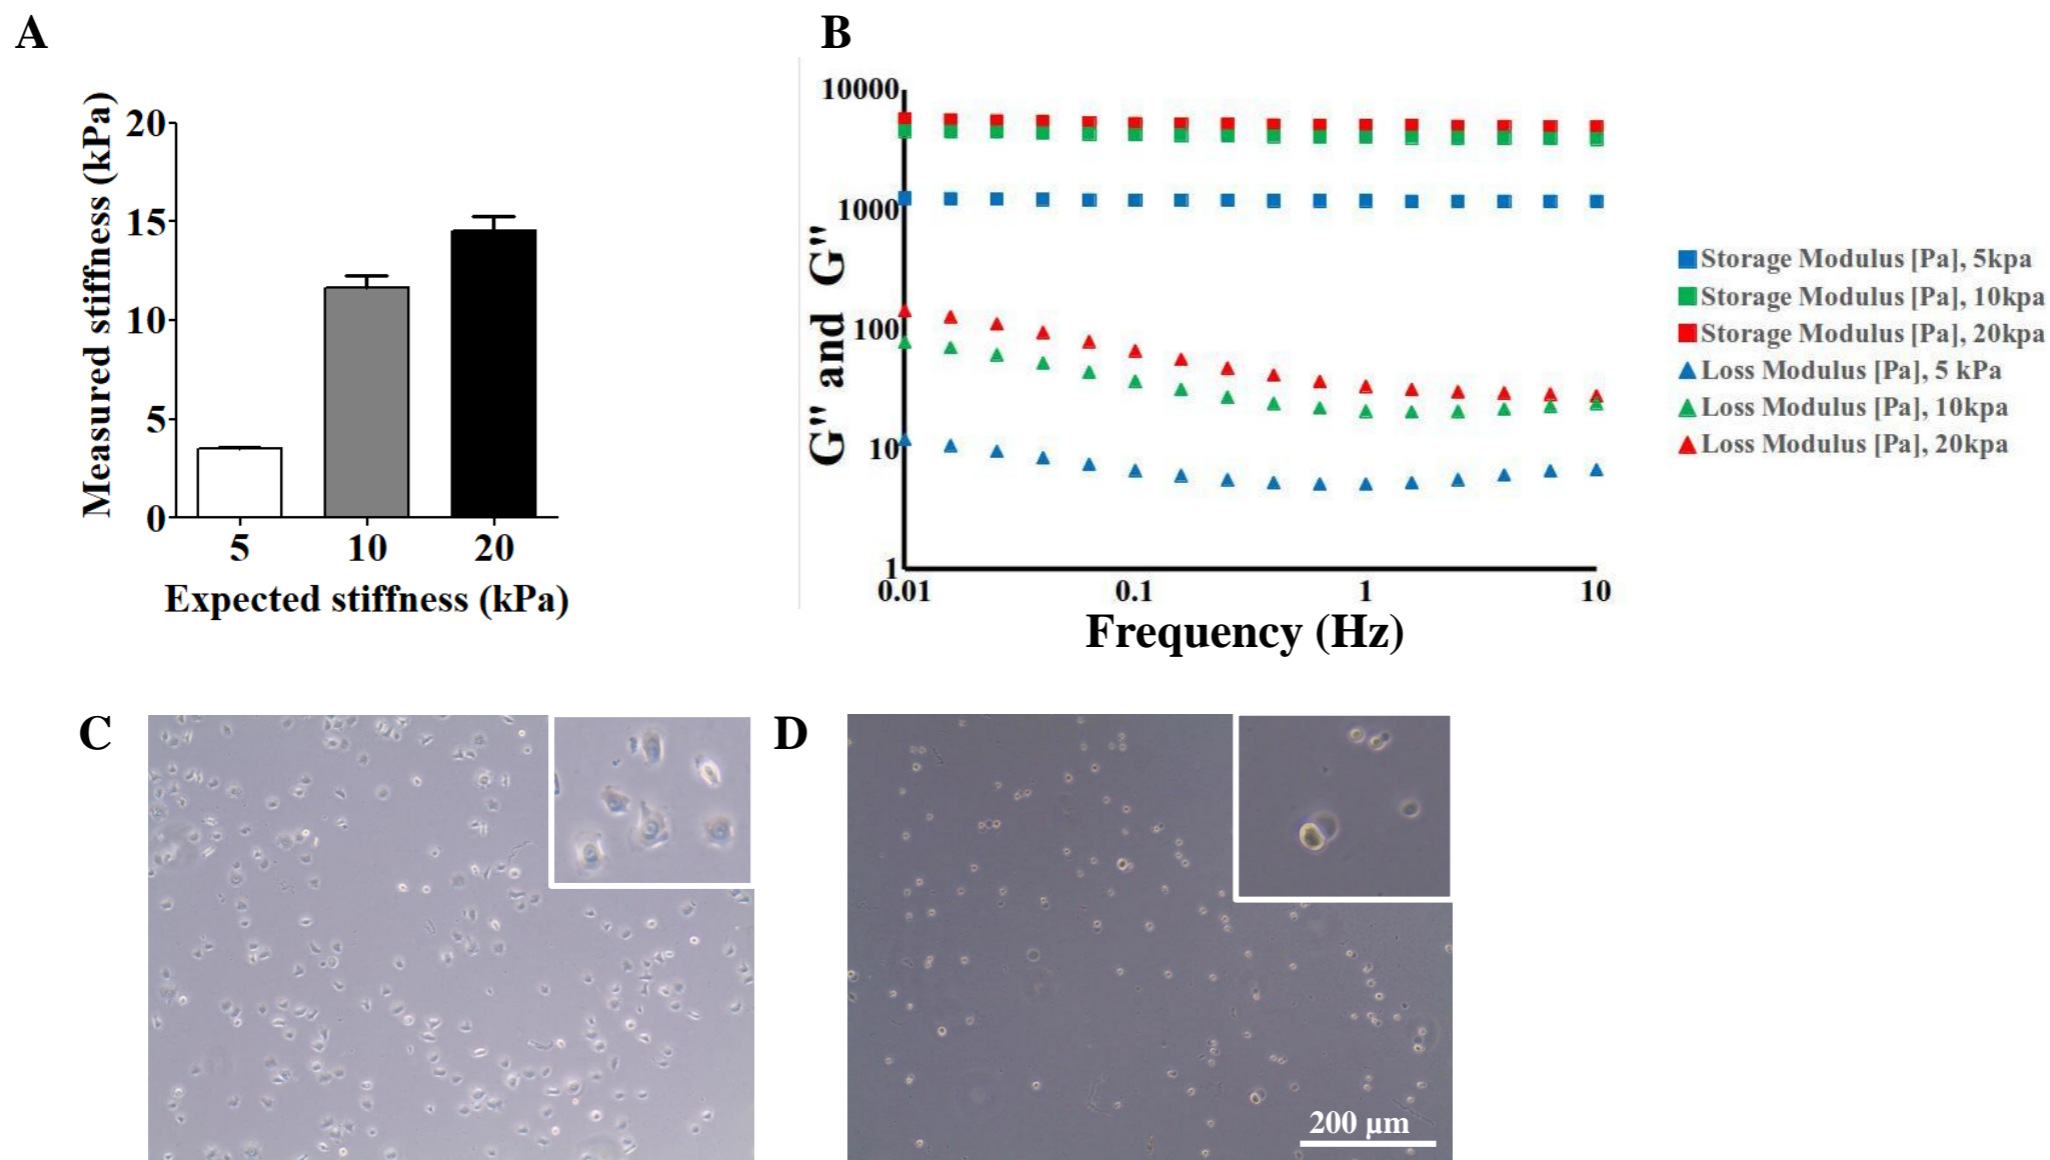 A
B
Measured stiffness (kPa)
20
15
10
5
0
5 10 20
Expected stiffness (kPa)
G" and G"
10000
1000
100
10
1
0.01 0.1 1 10
Frequency (Hz)
Storage Modulus [Pa], 5kpa
Storage Modulus [Pa], 10kpa
Storage Modulus [Pa], 20kpa
Loss Modulus [Pa], 5 kPa
Loss Modulus [Pa], 10kpa
Loss Modulus [Pa], 20kpa
C
D
200 µm